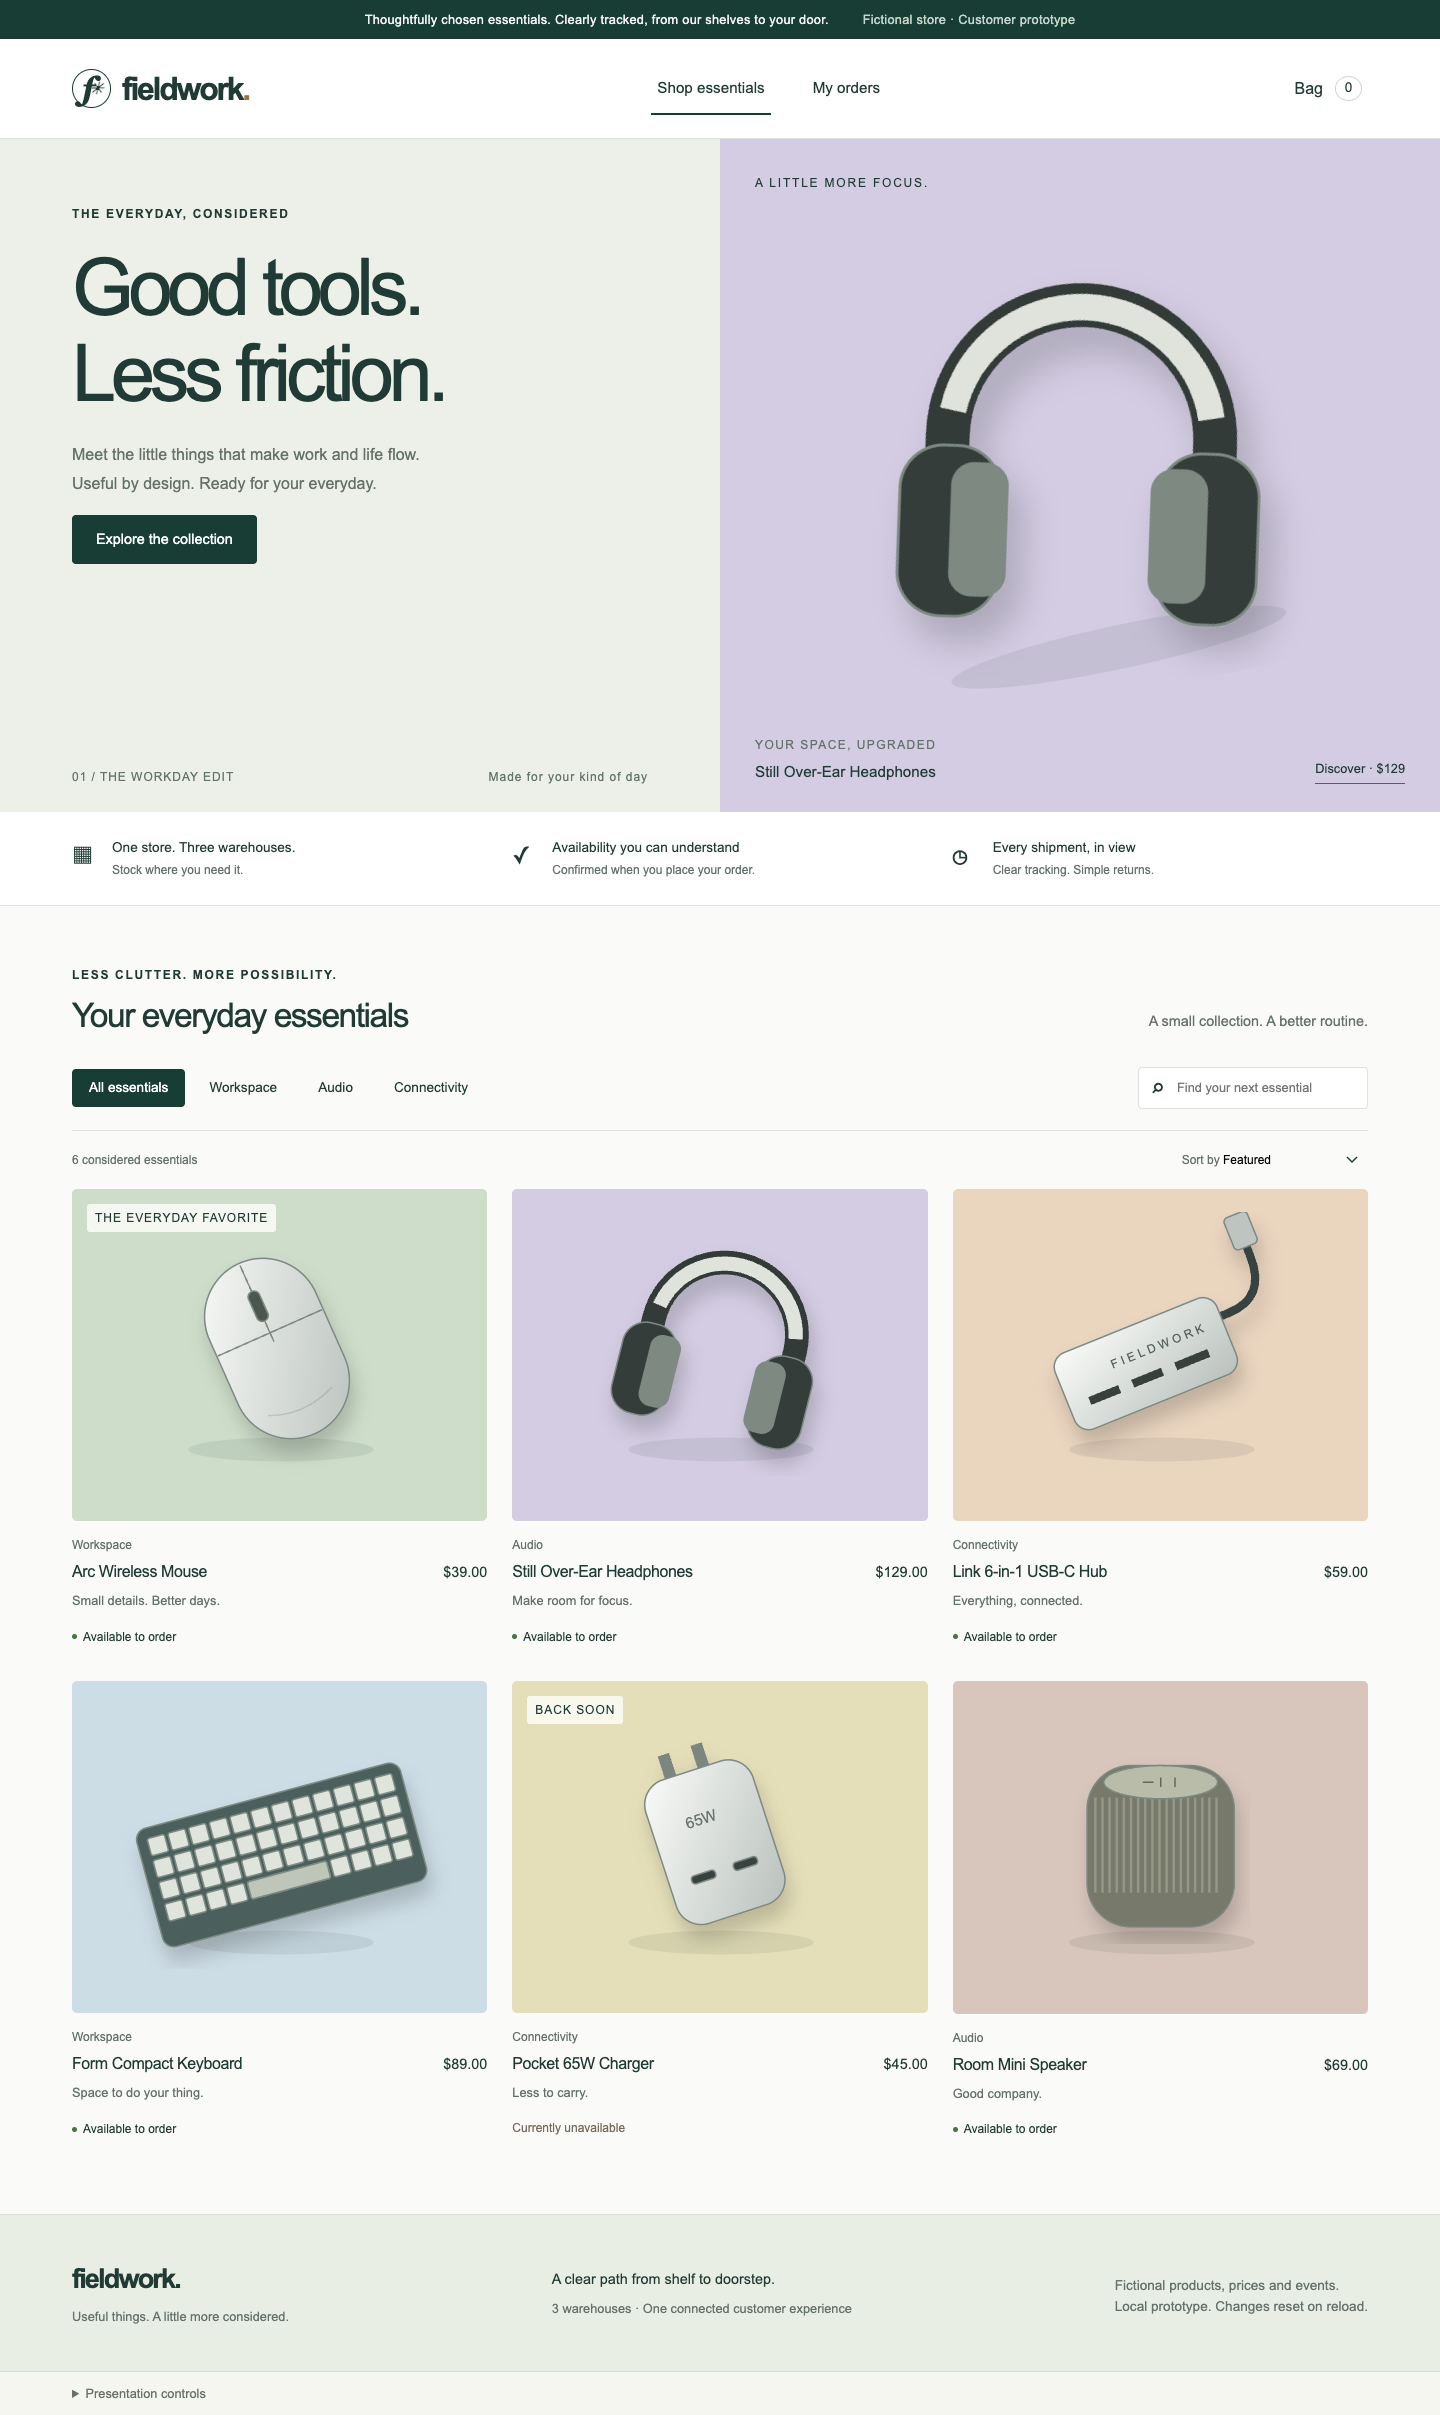 Thoughtfully chosen essentials. Clearly tracked, from our shelves to your door. Fictional store · Customer prototype
fieldwork.
Shop essentials
My orders
Bag 0
THE EVERYDAY, CONSIDERED
Good tools.
Less friction.
Meet the little things that make work and life flow.
Useful by design. Ready for your everyday.
Explore the collection
01 / THE WORKDAY EDIT
Made for your kind of day
A LITTLE MORE FOCUS.
YOUR SPACE, UPGRADED
Still Over-Ear Headphones
Discover · $129
One store. Three warehouses.
Stock where you need it.
Availability you can understand
Confirmed when you place your order.
Every shipment, in view
Clear tracking. Simple returns.
LESS CLUTTER. MORE POSSIBILITY.
Your everyday essentials
A small collection. A better routine.
All essentials
Workspace
Audio
Connectivity
Find your next essential
6 considered essentials
Sort by Featured
THE EVERYDAY FAVORITE
Workspace
Arc Wireless Mouse
$39.00
Small details. Better days.
Available to order
Audio
Still Over-Ear Headphones
$129.00
Make room for focus.
Available to order
FIELDWORK
Connectivity
Link 6-in-1 USB-C Hub
$59.00
Everything, connected.
Available to order
Workspace
Form Compact Keyboard
$89.00
Space to do your thing.
Available to order
BACK SOON
65W
Connectivity
Pocket 65W Charger
$45.00
Less to carry.
Currently unavailable
Audio
Room Mini Speaker
$69.00
Good company.
Available to order
fieldwork.
Useful things. A little more considered.
A clear path from shelf to doorstep.
3 warehouses · One connected customer experience
Fictional products, prices and events.
Local prototype. Changes reset on reload.
Presentation controls